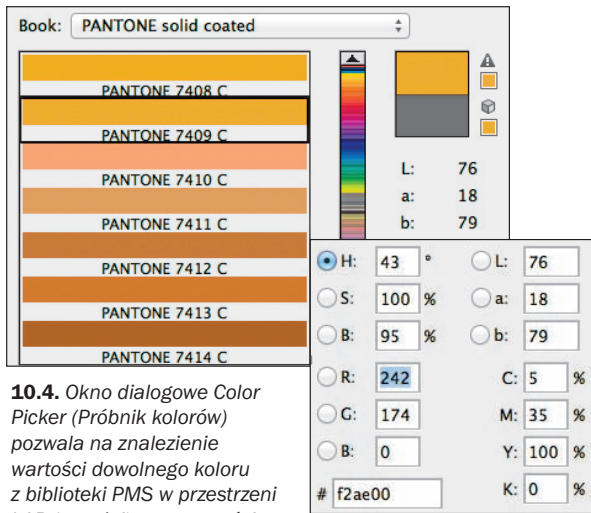 Book: PANTONE solid coated
PANTONE 7408 C
PANTONE 7409 C
PANTONE 7410 C
PANTONE 7411 C
PANTONE 7412 C
PANTONE 7413 C
PANTONE 7414 C
L: 76
a: 18
b: 79
H: 43 ° L: 76
S: 100 % a: 18
B: 95 % b: 79
R: 242 C: 5 %
G: 174 M: 35 %
B: 0 Y: 100 %
# f2ae00 K: 0 %
10.4. Okno dialogowe Color
Picker (Próbnik kolorów)
pozwala na znalezienie
wartości dowolnego koloru
z biblioteki PMS w przestrzeni